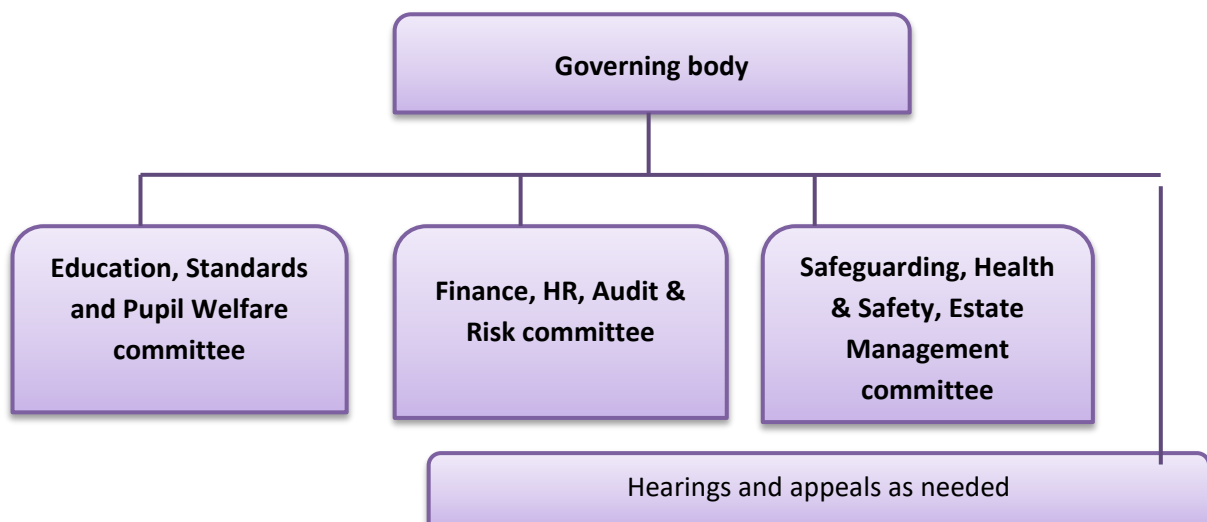 Governing body
Education, Standards
and Pupil Welfare
committee
Finance, HR, Audit &
Risk committee
Safeguarding, Health
& Safety, Estate
Management
committee
Hearings and appeals as needed